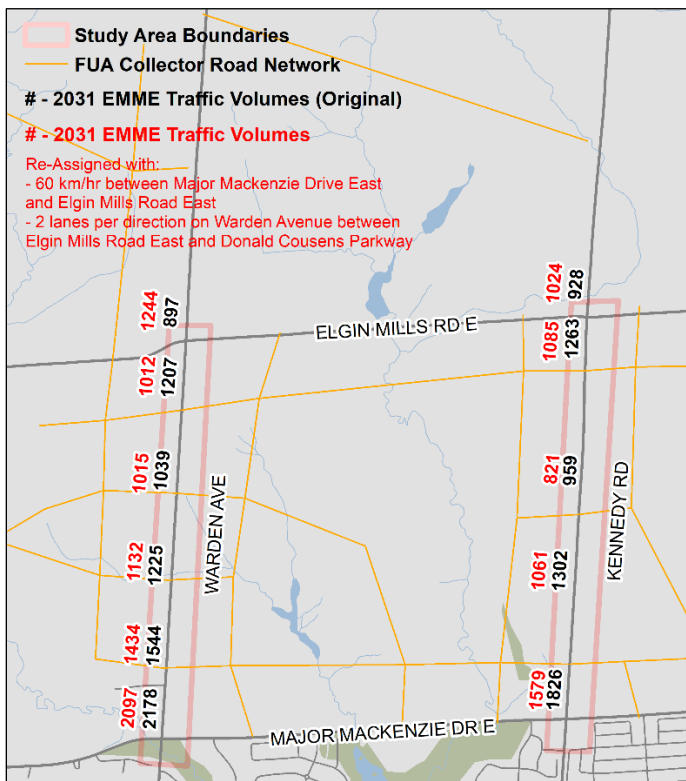 Study Area Boundaries
FUA Collector Road Network
# - 2031 EMME Traffic Volumes (Original)
# - 2031 EMME Traffic Volumes
Re-Assigned with:
- 60 km/hr between Major Mackenzie Drive East
and Elgin Mills Road East
- 2 lanes per direction on Warden Avenue between
Elgin Mills Road East and Donald Cousens Parkway
1244
897
1024
928
ELGIN MILLS RD E
1012
1207
1085
1263
1015
1039
821
959
WARDEN AVE
KENNEDY RD
1132
1225
1061
1302
1434
1544
1579
1826
2097
2178
MAJOR MACKENZIE DR E